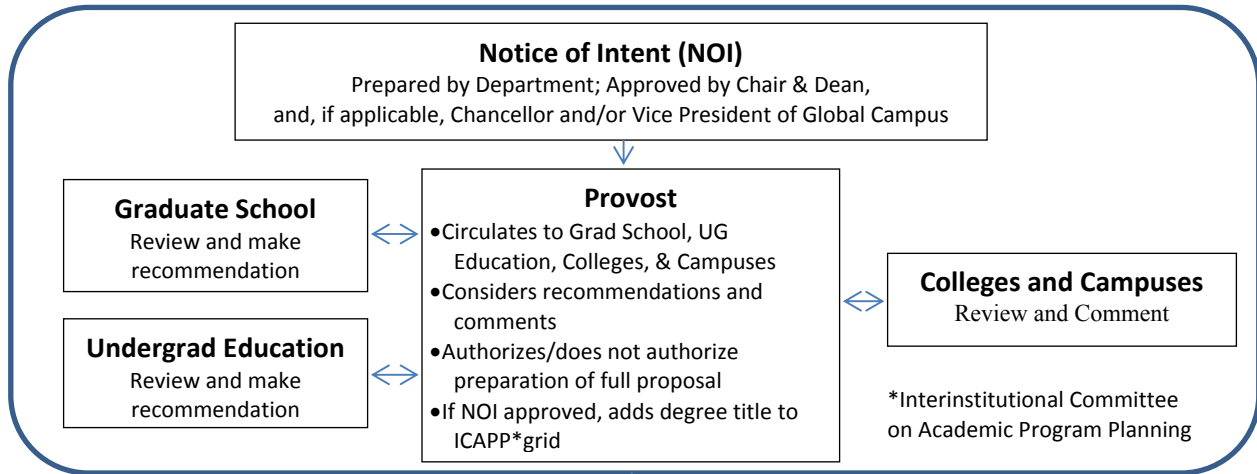 Notice of Intent (NOI)
Prepared by Department; Approved by Chair & Dean,
and, if applicable, Chancellor and/or Vice President of Global Campus
Graduate School
Review and make
recommendation
Undergrad Education
Review and make
recommendation
Provost
•Circulates to Grad School, UG
Education, Colleges, & Campuses
•Considers recommendations and
comments
•Authorizes/does not authorize
preparation of full proposal
•If NOI approved, adds degree title to
ICAPP*grid
Colleges and Campuses
Review and Comment
*Interinstitutional Committee
on Academic Program Planning